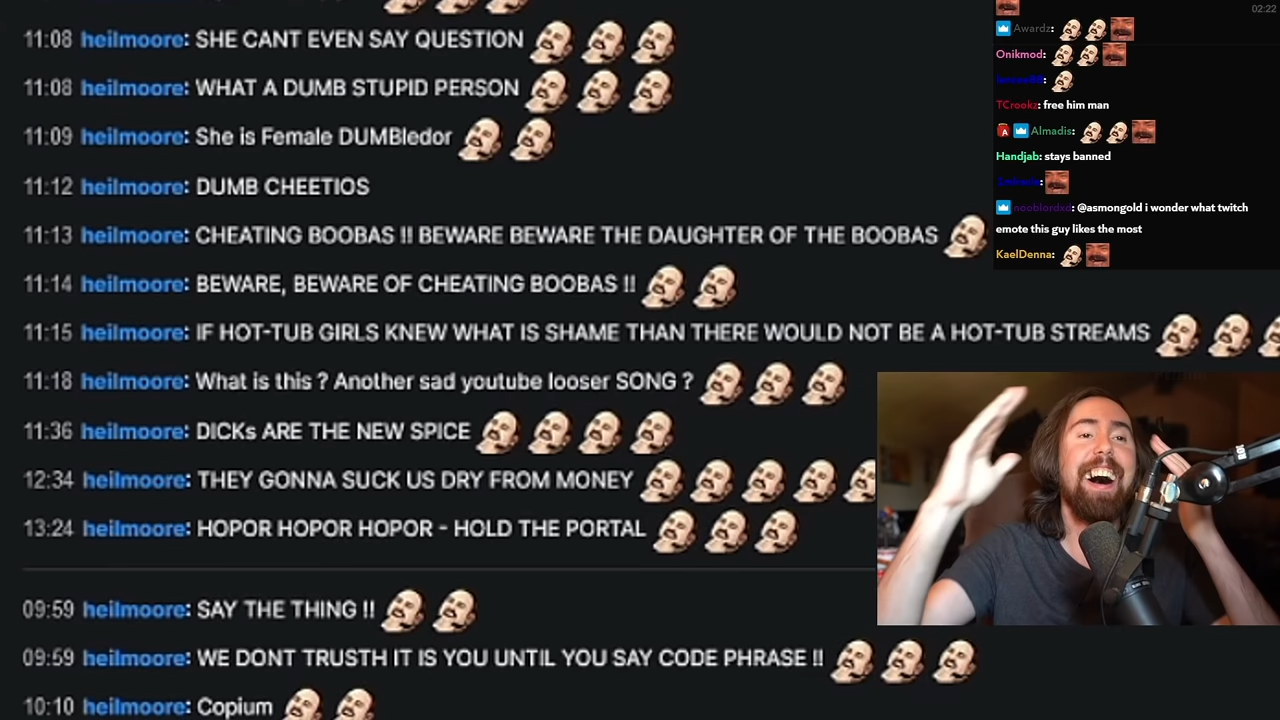 11:08 heilmoore: SHE CANT EVEN SAY QUESTION
11:08 heilmoore: WHAT A DUMB STUPID PERSON
11:09 heilmoore: She is Female DUMBledor
11:12 heilmoore: DUMB CHEETIOS
11:13 heilmoore: CHEATING BOOBAS !! BEWARE BEWARE THE DAUGHTER OF THE BOOBAS
11:14 heilmoore: BEWARE, BEWARE OF CHEATING BOOBAS !!
11:15 heilmoore: IF HOT-TUB GIRLS KNEW WHAT IS SHAME THAN THERE WOULD NOT BE A HOT-TUB STREAMS
11:18 heilmoore: What is this ? Another sad youtube looser SONG ?
11:36 heilmoore: DICKs ARE THE NEW SPICE
12:34 heilmoore: THEY GONNA SUCK US DRY FROM MONEY
13:24 heilmoore: HOPOR HOPOR HOPOR - HOLD THE PORTAL
09:59 heilmoore: SAY THE THING !!
09:59 heilmoore: WE DONT TRUSTH IT IS YOU UNTIL YOU SAY CODE PHRASE !!
10:10 heilmoore: Copium
02:22
Awardz:
Onikmod:
TCrookz: free him man
Almadis:
Handjab: stays banned
nooblordxd: @asmongold i wonder what twitch
emote this guy likes the most
KaelDenna: